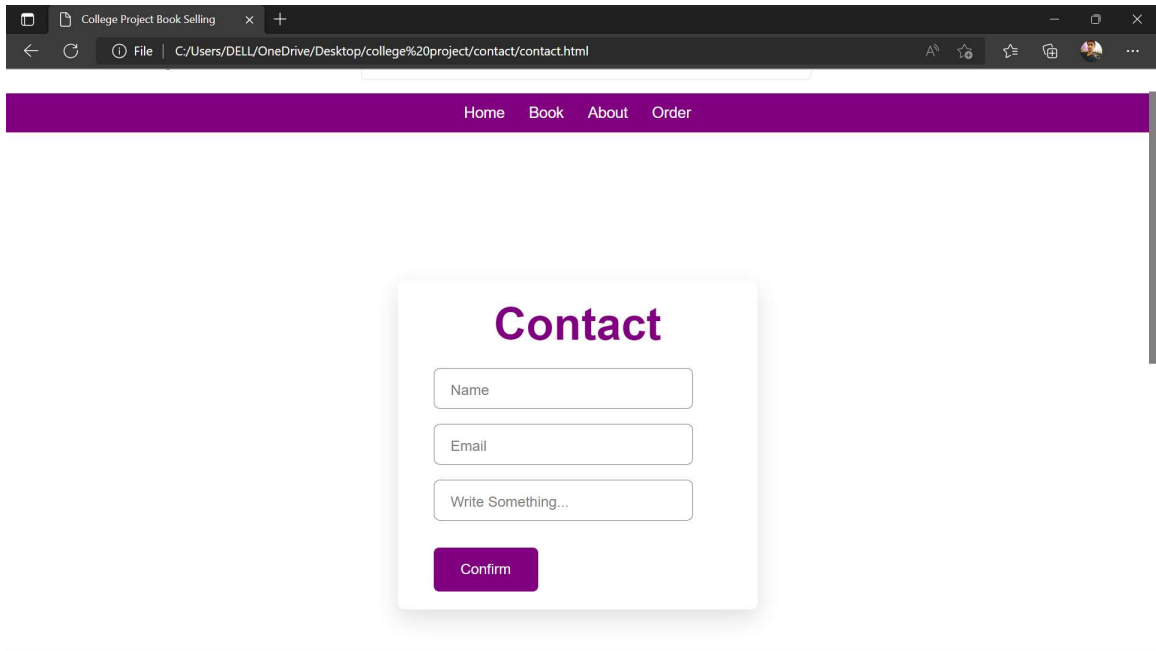 College Project Book Selling
File | C:/Users/DELL/OneDrive/Desktop/college%20project/contact/contact.html
Home Book About Order
Contact
Name
Email
Write Something...
Confirm